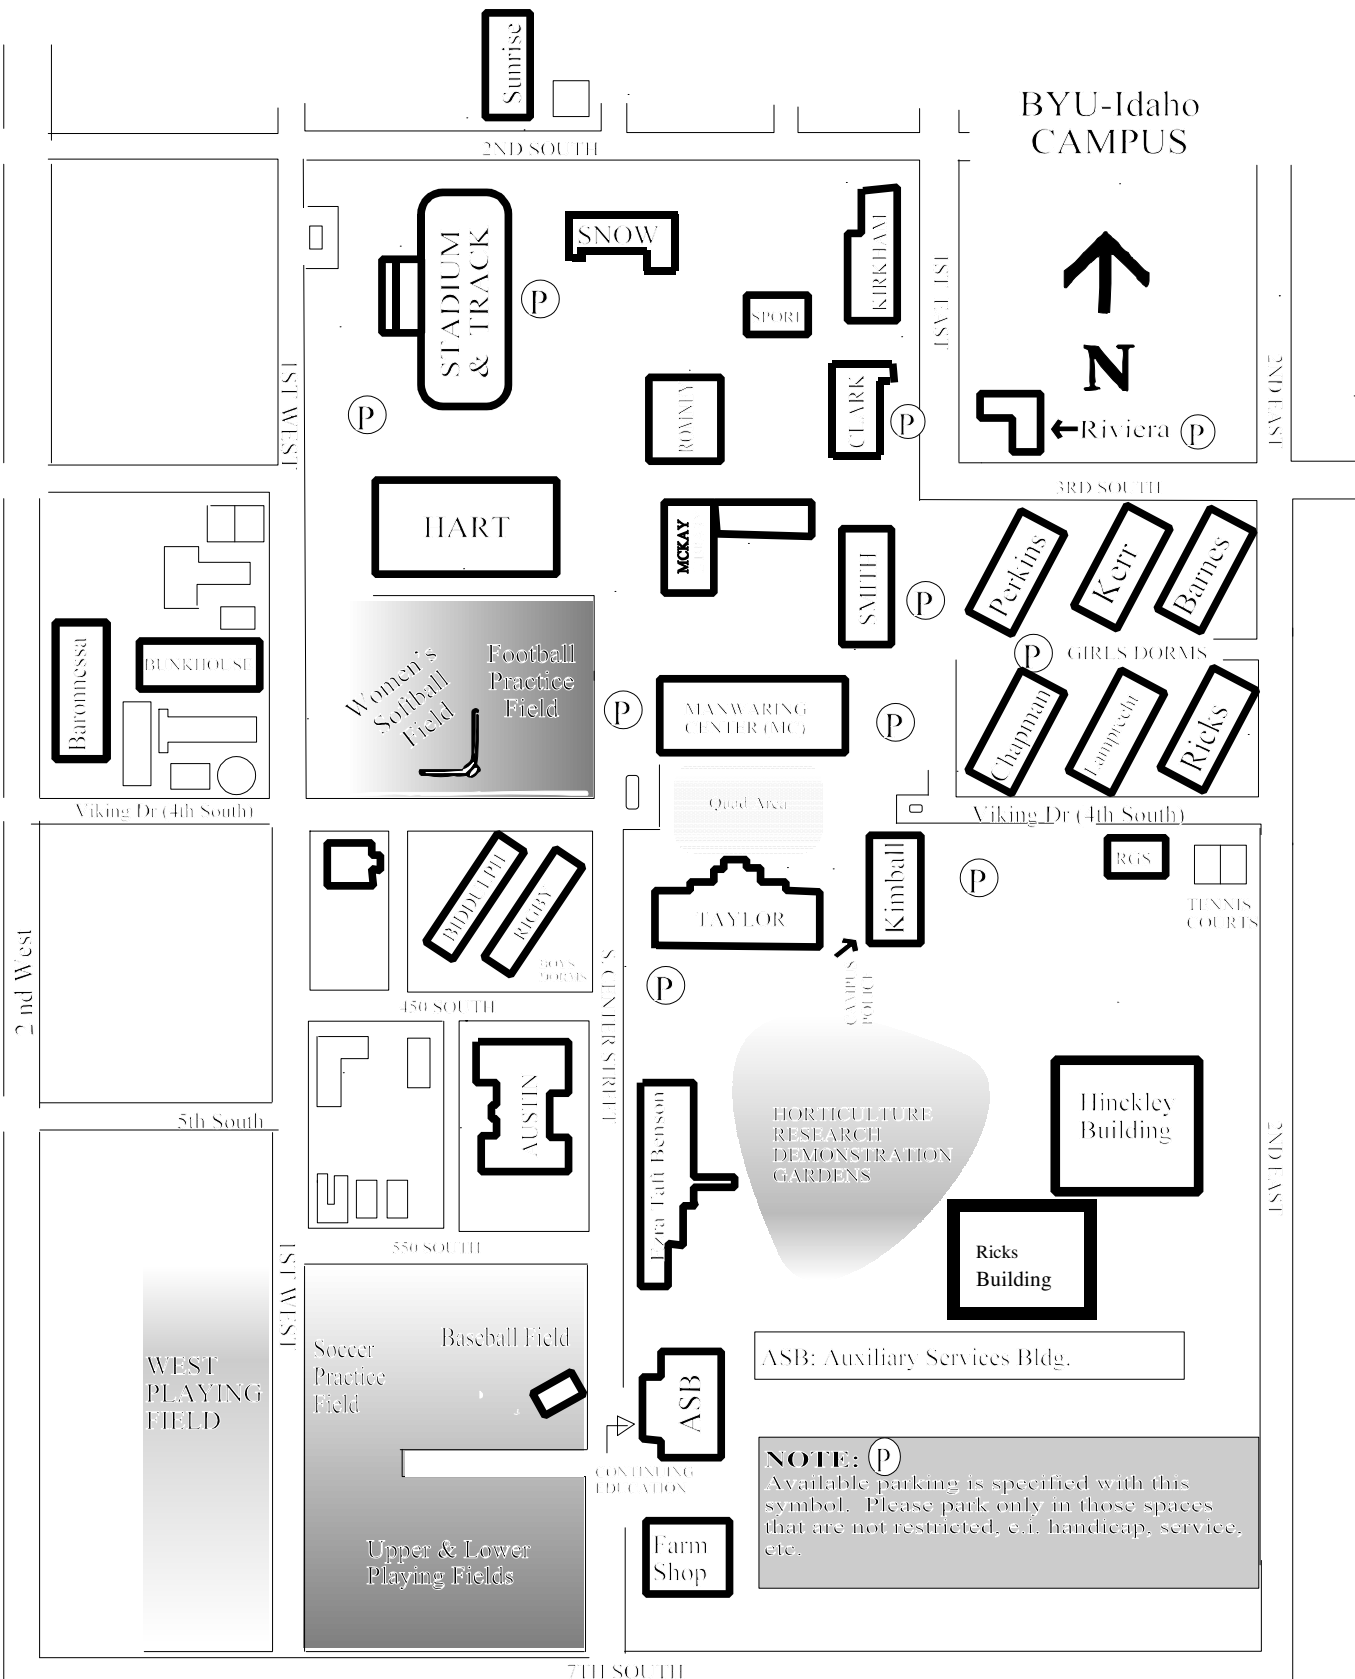 Sunrise
BYU-Idaho
CAMPUS
2ND SOUTH
STADIUM
& TRACK
SNOW
KIRKHAM
SPORI
P
1ST EAST
N
1ST WEST
P
ROMNEY
CLARK
P
Riviera
P
2ND EAST
HART
MCKAY
SMITH
3RD SOUTH
Perkins
Kerr
Barnes
P
Baronnessa
BUNKHOUSE
Women's
Softball
Field
Football
Practice
Field
P
MANWARING
CENTER (MC)
P
P
GIRLS DORMS
Chapman
Lamprecht
Ricks
Viking Dr (4th South)
Quad Area
Viking Dr (4th South)
BIDDULPH
RIGBY
BOYS
DORMS
TAYLOR
Kimball
P
RGS
TENNIS
COURTS
2 nd West
450 SOUTH
S. CENTER STREET
P
CAMPUS
POLICE
5th South
AUSTIN
Ezra Taft Benson
HORTICULTURE
RESEARCH
DEMONSTRATION
GARDENS
Hinckley
Building
2ND EAST
550 SOUTH
1ST WEST
Ricks
Building
WEST
PLAYING
FIELD
Soccer
Practice
Field
Baseball Field
ASB
ASB: Auxiliary Services Bldg.
CONTINUING
EDUCATION
NOTE: P
Available parking is specified with this
symbol. Please park only in those spaces
that are not restricted, e.i. handicap, service,
etc.
Upper & Lower
Playing Fields
Farm
Shop
7TH SOUTH